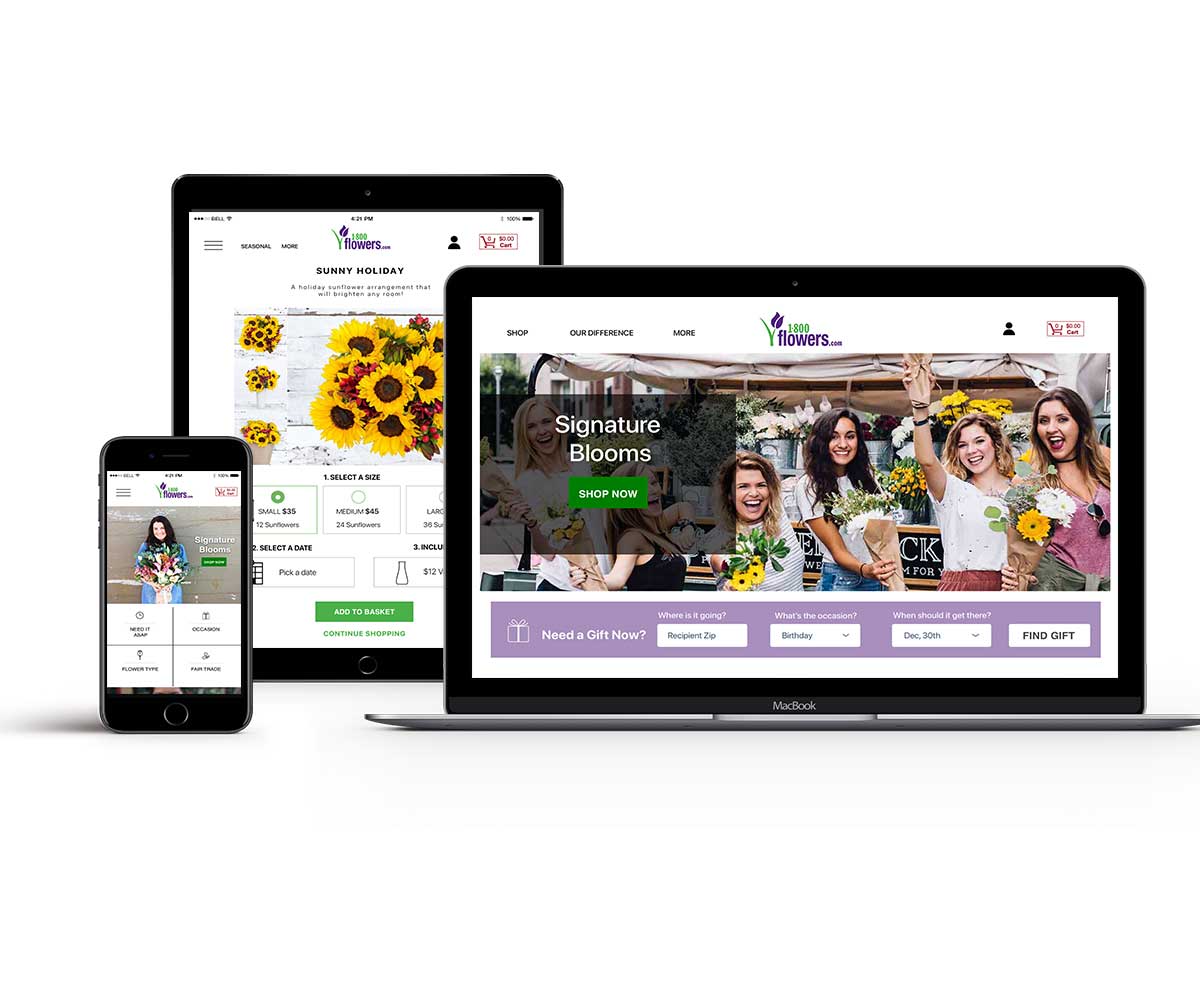 BELL
4:21 PM
100%
SEASONAL
MORE
1·800
flowers.com
0
$0.00
Cart
SUNNY HOLIDAY
A holiday sunflower arrangement that
will brighten any room!
1. SELECT A SIZE
SMALL $35
12 Sunflowers
MEDIUM $45
24 Sunflowers
LARG
36 Su
2. SELECT A DATE
Pick a date
3. INCLU
$12 V
ADD TO BASKET
CONTINUE SHOPPING
BELL
4:21 PM
100%
1·800
flowers.com
Cart
Signature
Blooms
SHOP NOW
NEED IT
ASAP
OCCASION
FLOWER TYPE
FAIR TRADE
SHOP
OUR DIFFERENCE
MORE
1·800
flowers.com
0
$0.00
Cart
Signature
Blooms
SHOP NOW
CK
M FOR Y
Need a Gift Now?
Where is it going?
Recipient Zip
What's the occasion?
Birthday
When should it get there?
Dec, 30th
FIND GIFT
MacBook